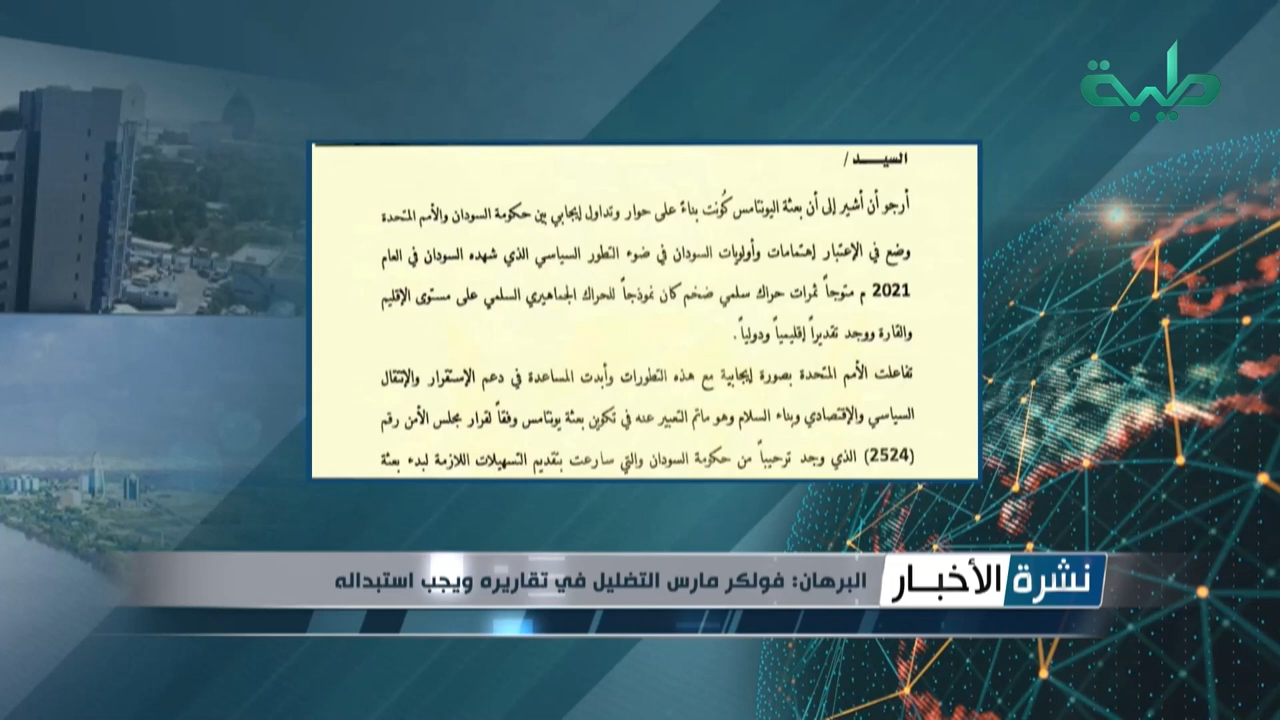 طيبة
السيــــد /
أرجو أن أشير إلى أن بعثة اليونتامس كُونت بناءً على حوار وتداول إيجابي بين حكومة السودان والأمم المتحدة
وضع في الإعتبار إهتمامات وأولويات السودان في ضوء التطور السياسي الذي شهده السودان في العام
2021 م متوجاً ثمرات حراك سلمي ضخم كان نموذجاً للحراك الجماهيري السلمي على مستوى الإقليم
والقارة ووجد تقديراً إقليمياً ودولياً .
تفاعلت الأمم المتحدة بصورة إيجابية مع هذه التطورات وأبدت المساعدة في دعم الإستقرار والإنتقال
السياسي والإقتصادي وبناء السلام وهو ماتم التعبير عنه في تكوين بعثة يونتامس وفقاً لقرار مجلس الأمن رقم
(2524) الذي وجد ترحيباً من حكومة السودان والتي سارعت بتقديم التسهيلات اللازمة لبدء بعثة
نشرة الأخبار
البرهان: فولكر مارس التضليل في تقاريره ويجب استبداله